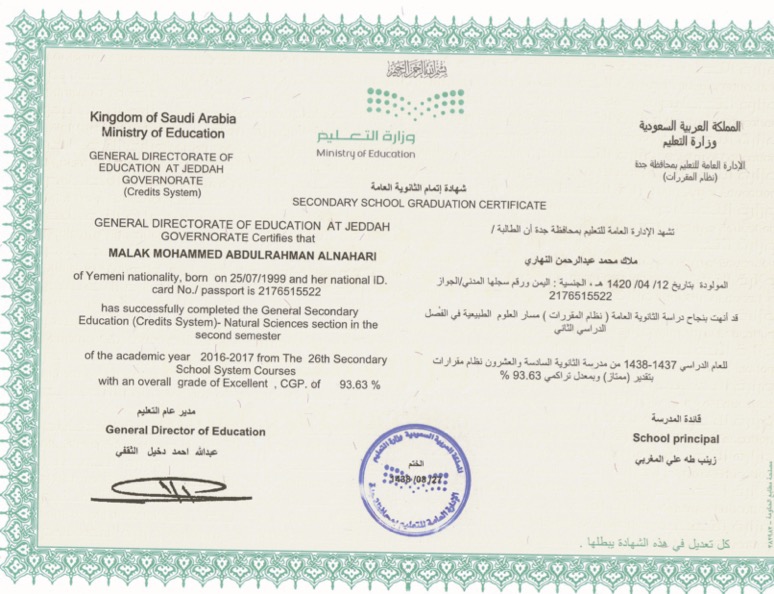 بسم الله الرحمن الرحيم
Kingdom of Saudi Arabia
Ministry of Education
GENERAL DIRECTORATE OF
EDUCATION AT JEDDAH
GOVERNORATE
(Credits System)
وزارة التعليم
Ministry of Education
المملكة العربية السعودية
وزارة التعليم
الإدارة العامة للتعليم بمحافظة جدة
(نظام المقررات)
شهادة إتمام الثانوية العامة
SECONDARY SCHOOL GRADUATION CERTIFICATE
GENERAL DIRECTORATE OF EDUCATION AT JEDDAH
GOVERNORATE Certifies that
MALAK MOHAMMED ABDULRAHMAN ALNAHARI
of Yemeni nationality, born on 25/07/1999 and her national ID.
card No./ passport is 2176515522
has successfully completed the General Secondary
Education (Credits System)- Natural Sciences section in the
second semester
of the academic year 2016-2017 from The 26th Secondary
School System Courses
with an overall grade of Excellent , CGP. of 93.63 %
تشهد الإدارة العامة للتعليم بمحافظة جدة أن الطالبة /
ملاك محمد عبدالرحمن النهاري
المولودة بتاريخ 12/ 04/ 1420 هـ ، الجنسية : اليمن ورقم سجلها المدني/الجواز
2176515522
قد أنهت بنجاح دراسة الثانوية العامة ( نظام المقررات ) مسار العلوم الطبيعية في الفصل
الدراسي الثاني
للعام الدراسي 1437-1438 من مدرسة الثانوية السادسة والعشرون نظام مقررات
بتقدير (ممتاز) وبمعدل تراكمي 93.63 %
مدير عام التعليم
General Director of Education
عبدالله احمد دخيل الثقفي
قائدة المدرسة
School principal
زينب طه علي المغربي
المملكة العربية السعودية وزارة التعليم
الختم
الإدارة العامة للتعليم
كل تعديل في هذه الشهادة يبطلها .